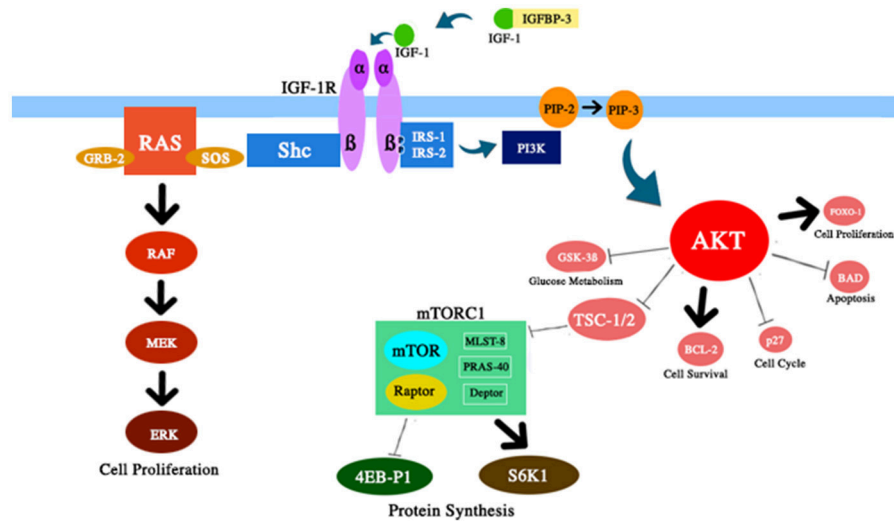 IGFBP-3
IGF-1
IGF-1
IGF-1R
α
α
ß
ß
PIP-2
PIP-3
RAS
GRB-2
SOS
Shc
IRS-1
IRS-2
PI3K
RAF
MEK
ERK
Cell Proliferation
AKT
FOXO-1
Cell Proliferation
GSK-3ß
Glucose Metabolism
BAD
Apoptosis
TSC-1/2
BCL-2
Cell Survival
p27
Cell Cycle
mTORC1
mTOR
MLST-8
PRAS-40
Raptor
Deptor
4EB-P1
S6K1
Protein Synthesis